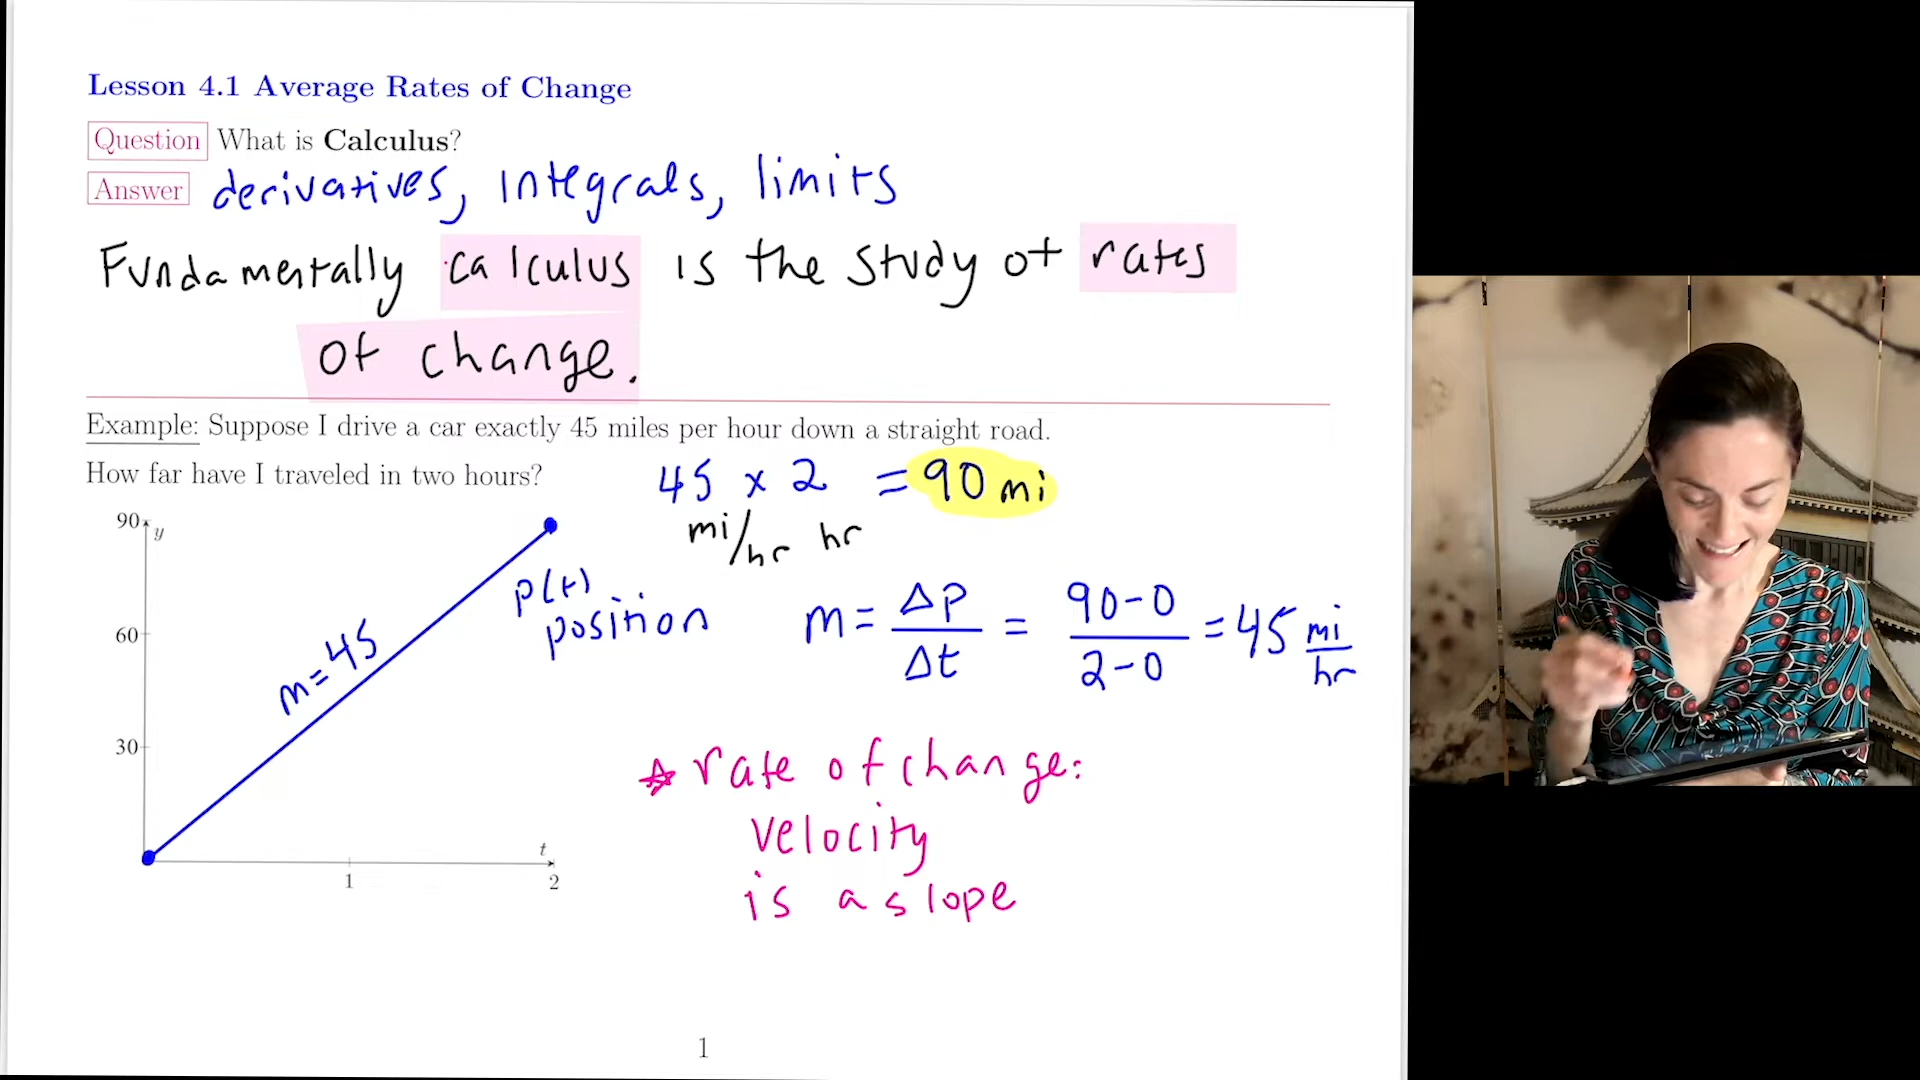 Lesson 4.1 Average Rates of Change
Question What is Calculus?
Answer derivatives, integrals, limits
Fundamentally calculus is the study of rates
of change.
Example: Suppose I drive a car exactly 45 miles per hour down a straight road.
How far have I traveled in two hours?
45 x 2 = 90 mi
mi/hr hr
90
y
60
30
t
1
2
m=45
p(t)
position
m = Δp/Δt = 90-0/2-0 = 45 mi/hr
☆ rate of change:
velocity
is a slope
1